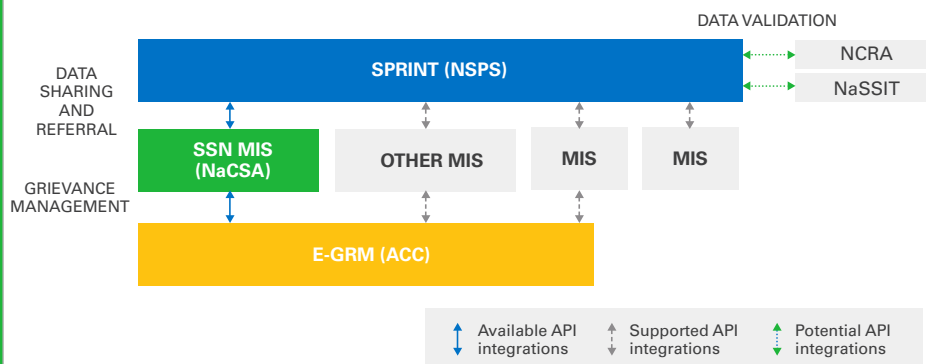 DATA VALIDATION
SPRINT (NSPS)
NCRA
NaSSIT
DATA
SHARING
AND
REFERRAL
SSN MIS
(NaCSA)
OTHER MIS
MIS
MIS
GRIEVANCE
MANAGEMENT
E-GRM (ACC)
Available API
integrations
Supported API
integrations
Potential API
integrations